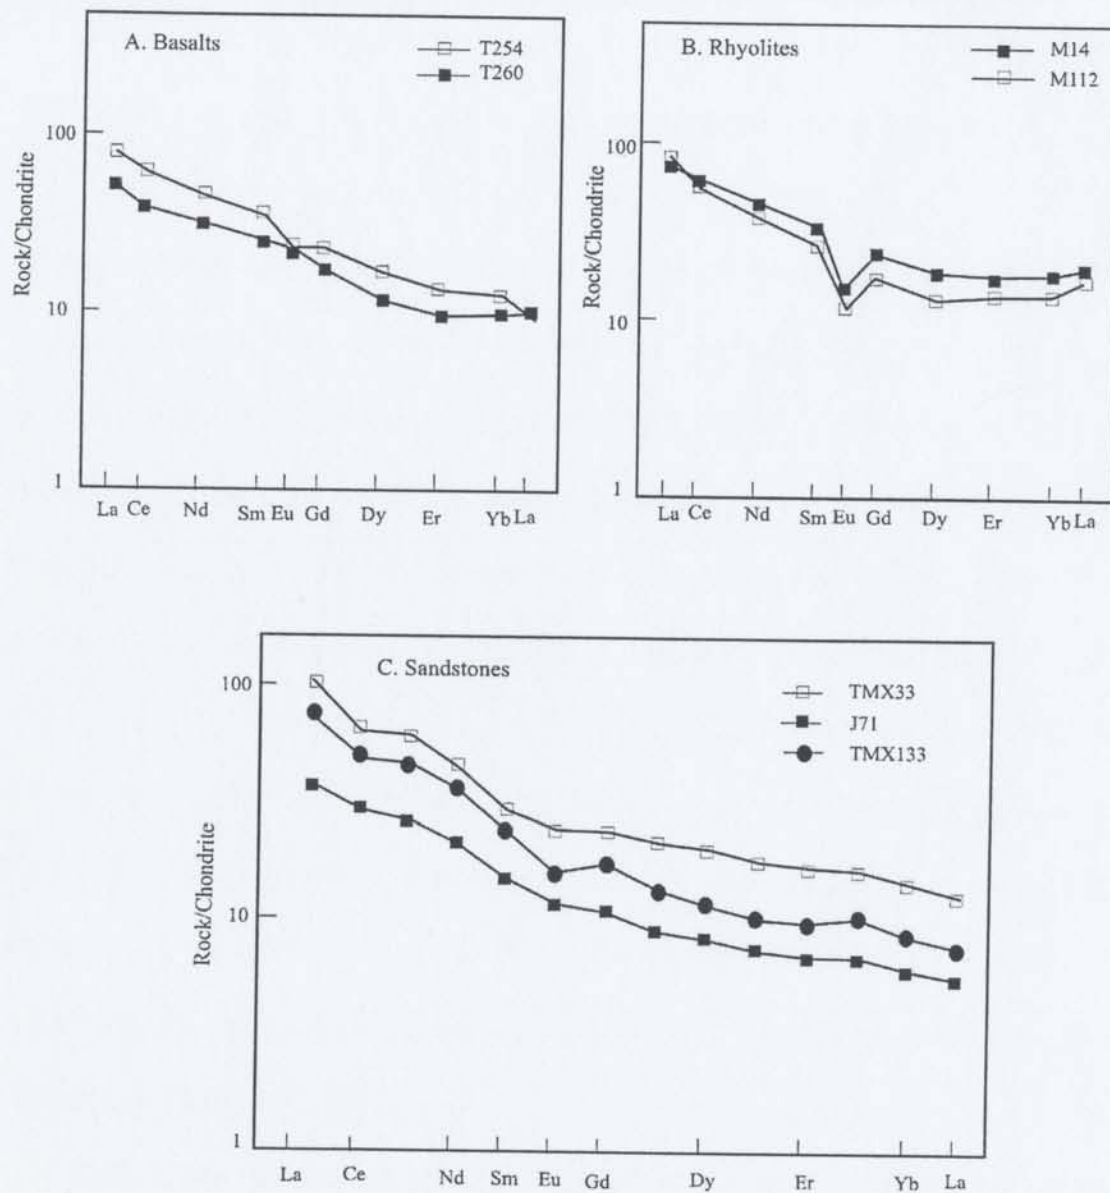 A. Basalts
T254
T260
Rock/Chondrite
100
10
1
La Ce Nd Sm Eu Gd Dy Er Yb La
B. Rhyolites
M14
M112
Rock/Chondrite
100
10
1
La Ce Nd Sm Eu Gd Dy Er Yb La
C. Sandstones
TMX33
J71
TMX133
Rock/Chondrite
100
10
1
La Ce Nd Sm Eu Gd Dy Er Yb La